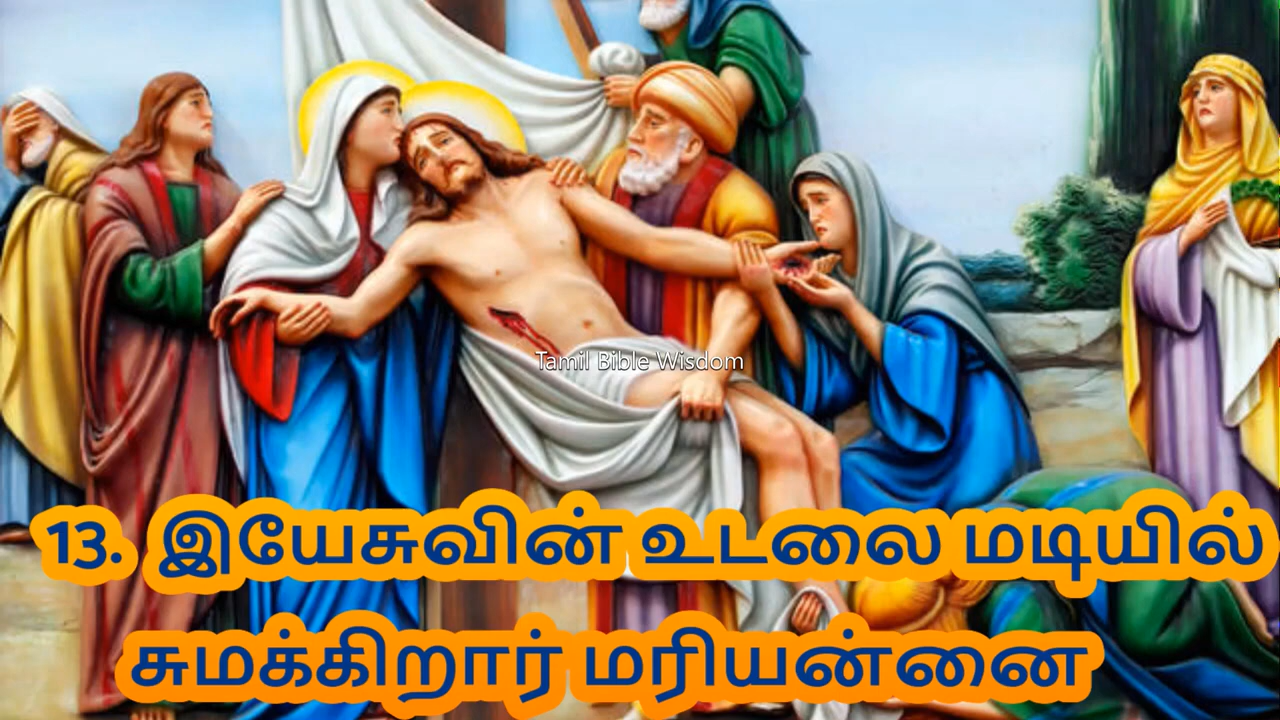 Tamil Bible Wisdom
13. இயேசுவின் உடலை மடியில்
சுமக்கிறார் மரியன்னை